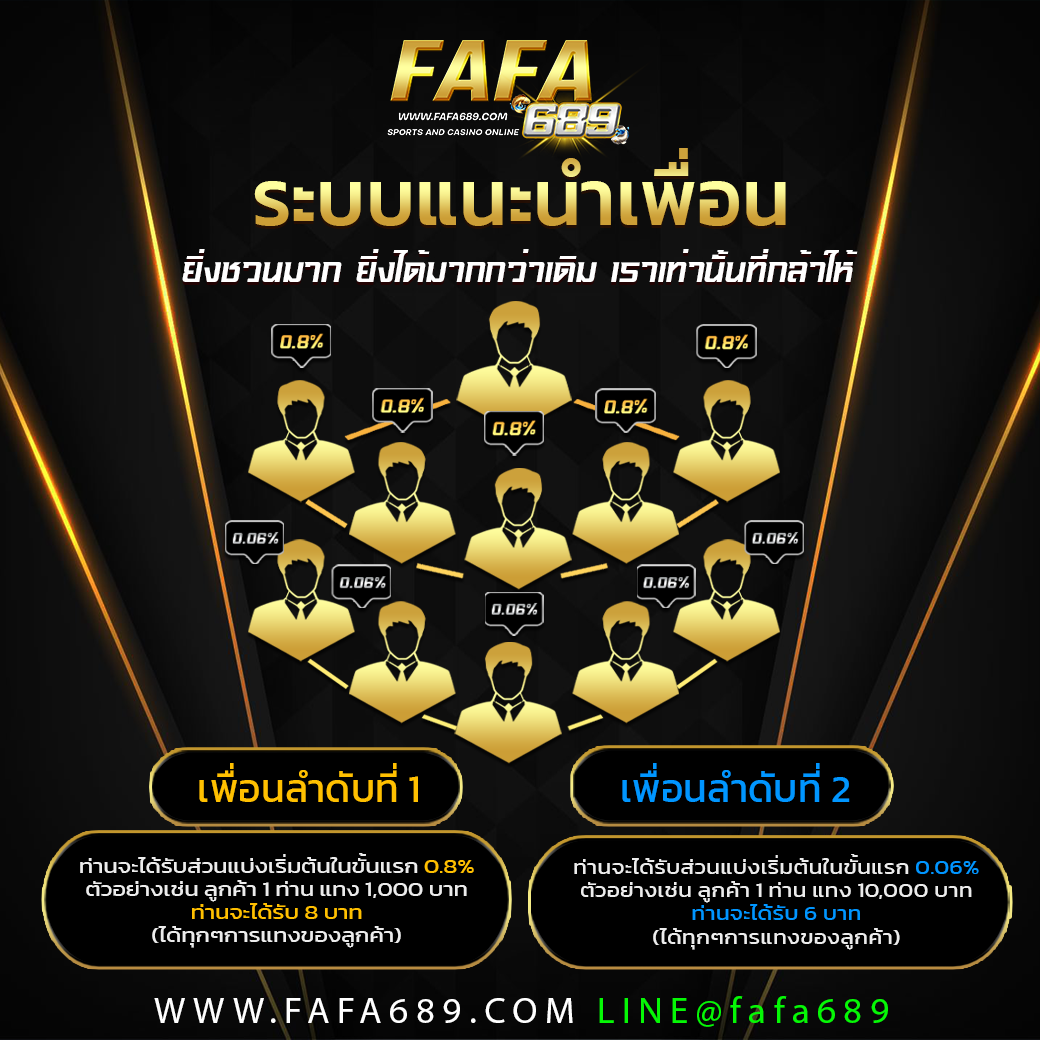 FAFA
689
WWW.FAFA689.COM
SPORTS AND CASINO ONLINE
ระบบแนะนำเพื่อน
ยิ่งชวนมาก ยิ่งได้มากกว่าเดิม เราเท่านั้นที่กล้าให้
0.8%
0.8%
0.8%
0.8%
0.8%
0.06%
0.06%
0.06%
0.06%
0.06%
เพื่อนลำดับที่ 1
ท่านจะได้รับส่วนแบ่งเริ่มต้นในขั้นแรก 0.8%
ตัวอย่างเช่น ลูกค้า 1 ท่าน แทง 1,000 บาท
ท่านจะได้รับ 8 บาท
(ได้ทุกๆการแทงของลูกค้า)
เพื่อนลำดับที่ 2
ท่านจะได้รับส่วนแบ่งเริ่มต้นในขั้นแรก 0.06%
ตัวอย่างเช่น ลูกค้า 1 ท่าน แทง 10,000 บาท
ท่านจะได้รับ 6 บาท
(ได้ทุกๆการแทงของลูกค้า)
WWW.FAFA689.COM LINE@fafa689